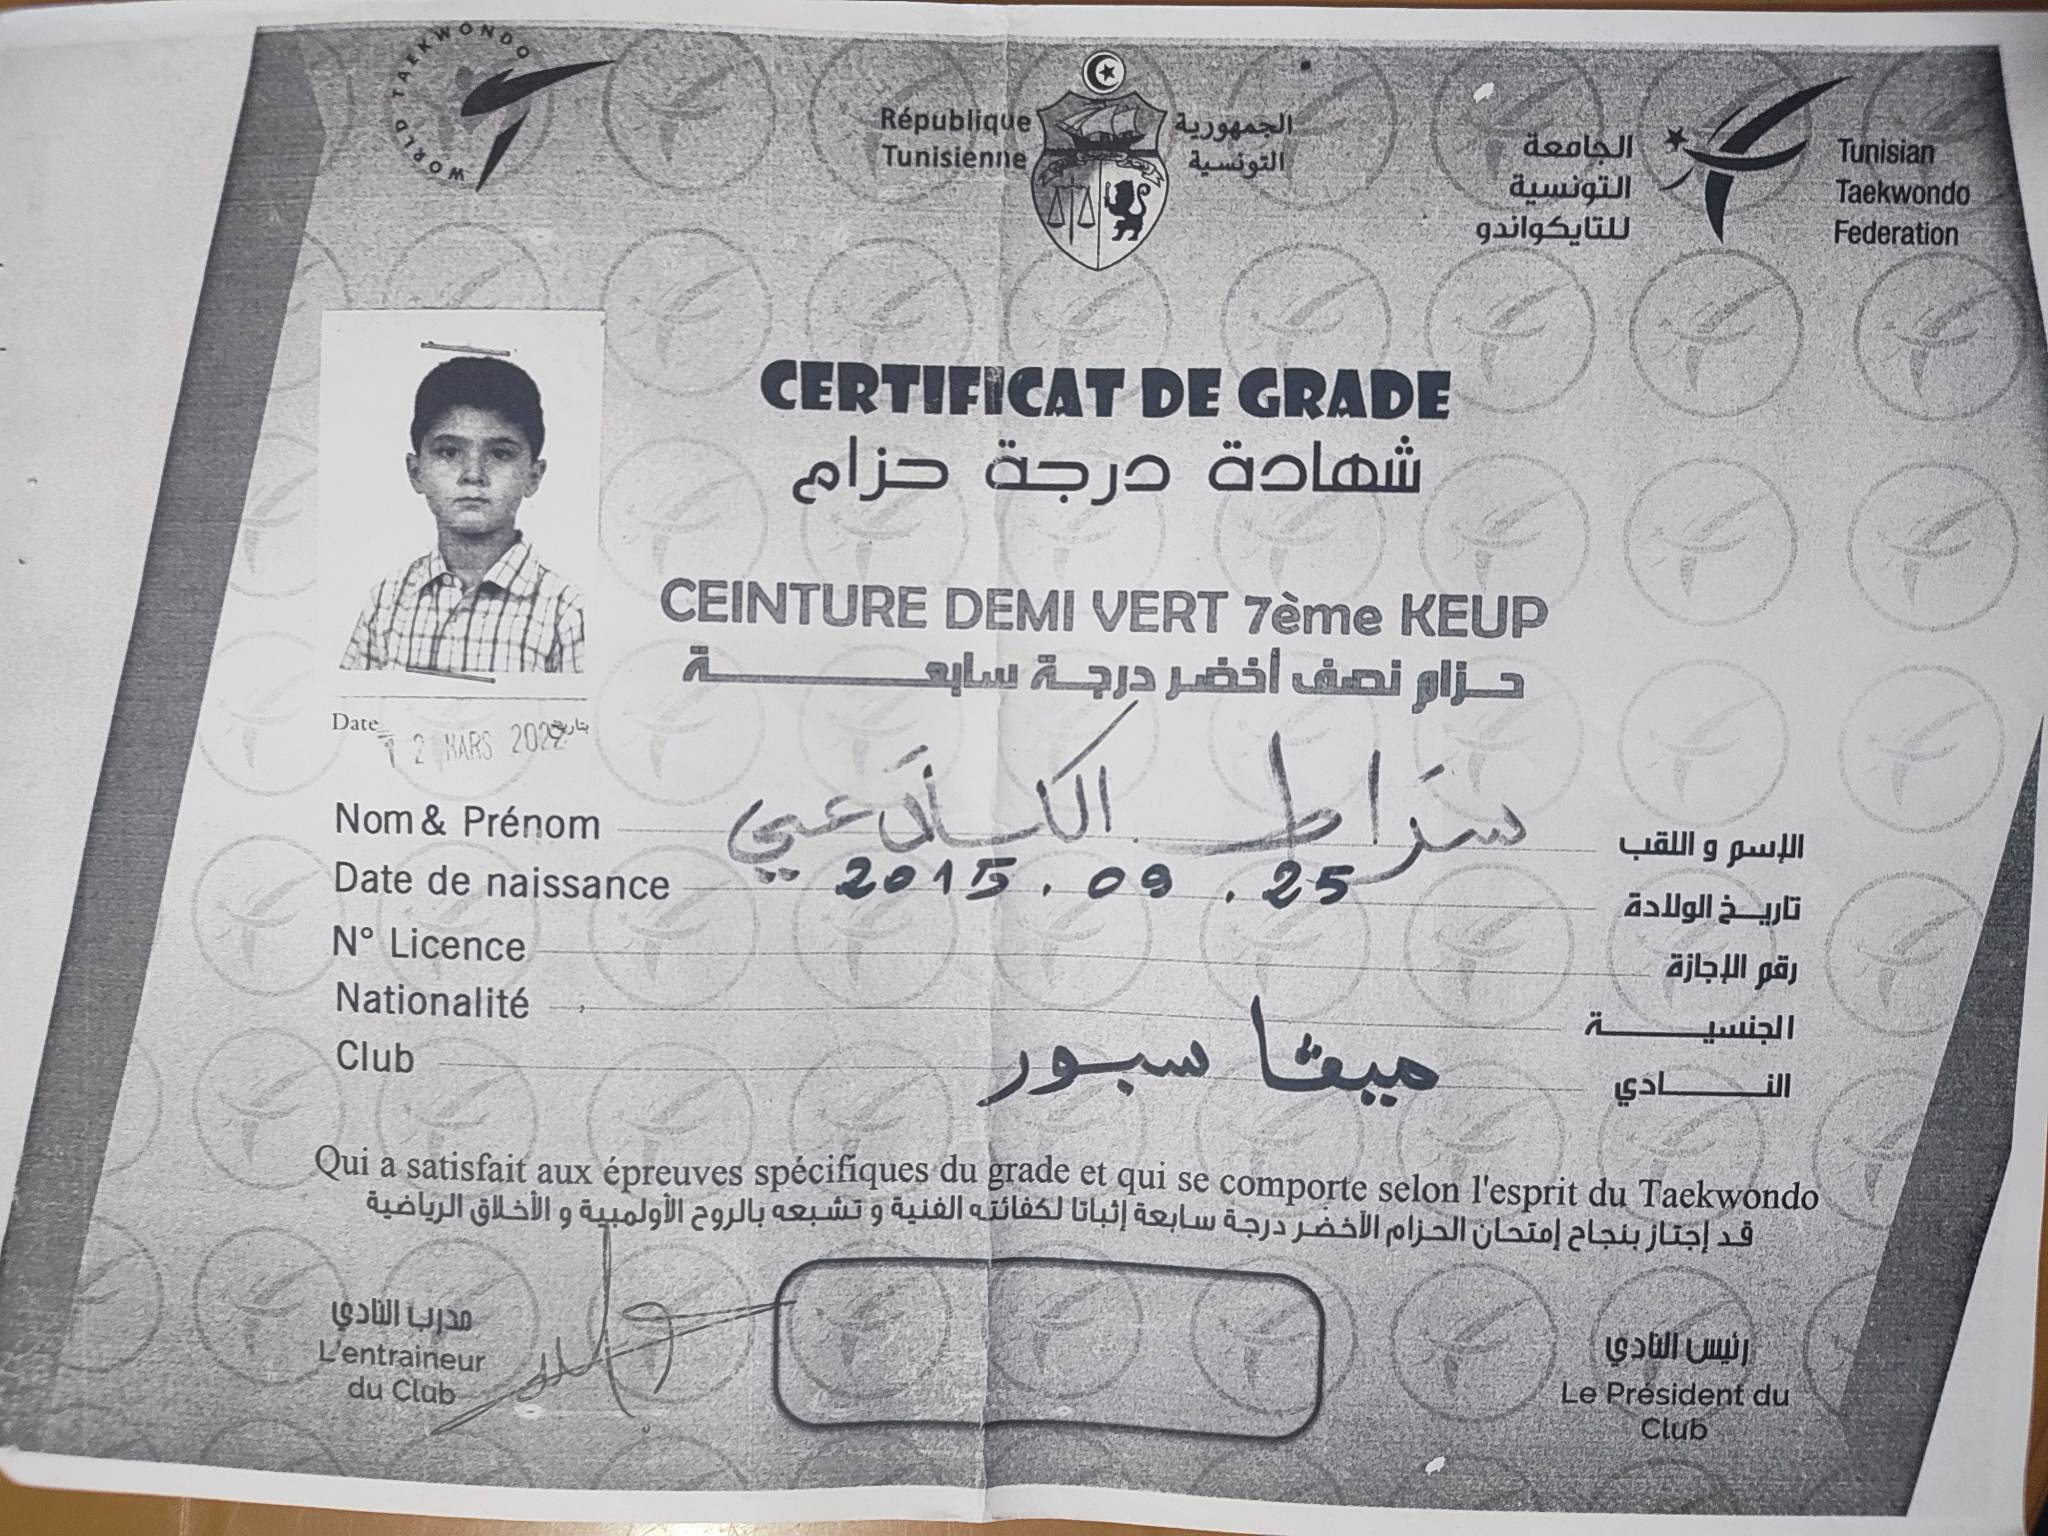 WORLD TAEKWONDO
République الجمهورية
Tunisienne التونسية
الجامعة
التونسية
للتايكواندو
Tunisian
Taekwondo
Federation
CERTIFICAT DE GRADE
شهادة درجة حزام
CEINTURE DEMI VERT 7ème KEUP
حزام نصف أخضر درجة سابعة
Date 12 MARS 2022 بتاريخ
Nom & Prénom سراط الإسم و اللقب
Date de naissance 2015 . 09 . 25 تاريخ الولادة
N° Licence رقم الإجازة
Nationalité الجنسية
Club ميقا سبور النادي
Qui a satisfait aux épreuves spécifiques du grade et qui se comporte selon l'esprit du Taekwondo
قد إجتاز بنجاح إمتحان الحزام الأخضر درجة سابعة إثباتا لكفائته الفنية و تشبعه بالروح الأولمبية و الأخلاق الرياضية
مدرب النادي
L'entraineur
du Club
رئيس النادي
Le Président du
Club